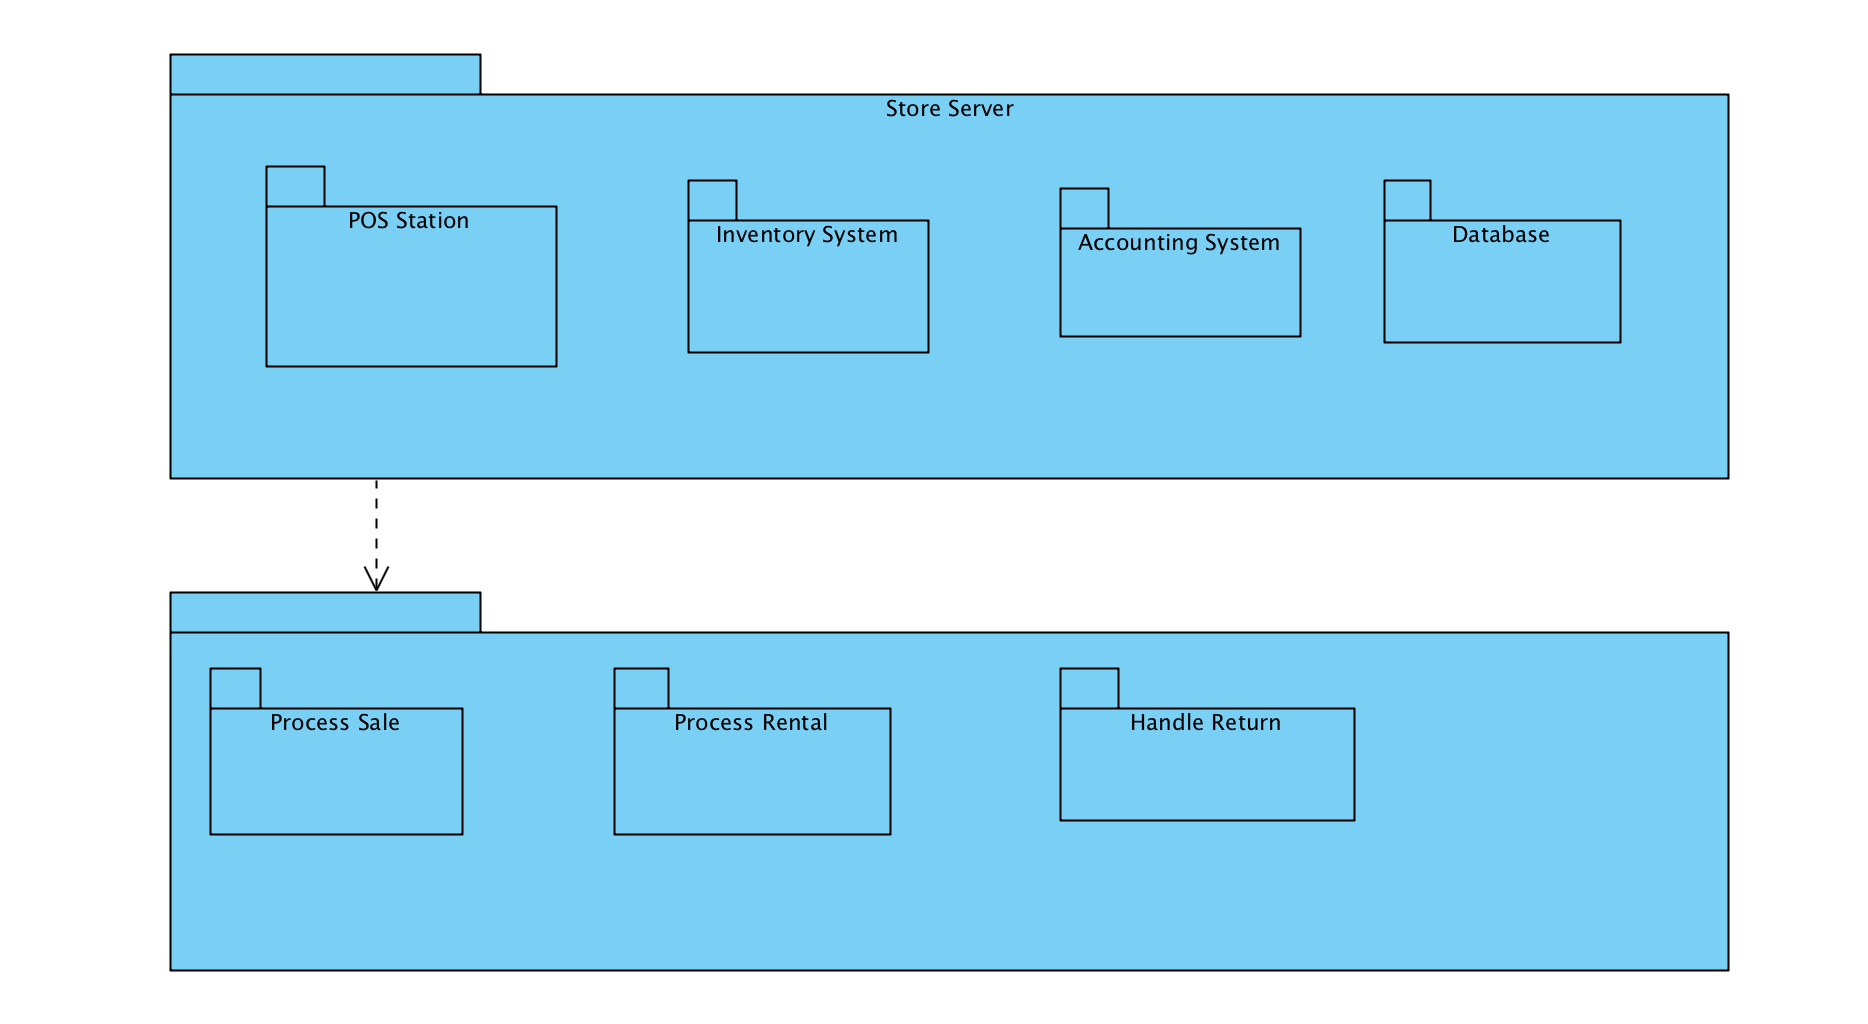 Store Server
POS Station
Inventory System
Accounting System
Database
Process Sale
Process Rental
Handle Return